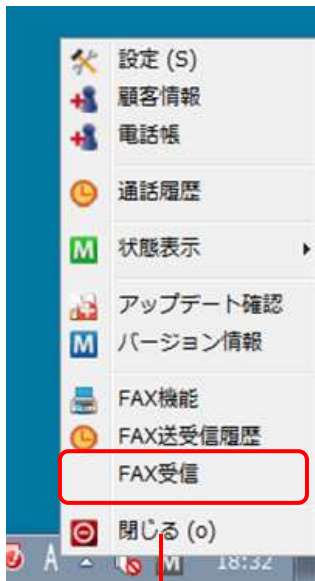 設定 (S)
顧客情報
電話帳
通話履歴
M 状態表示
アップデート確認
M バージョン情報
FAX機能
FAX送受信履歴
FAX受信
閉じる (o)
A M 18:32